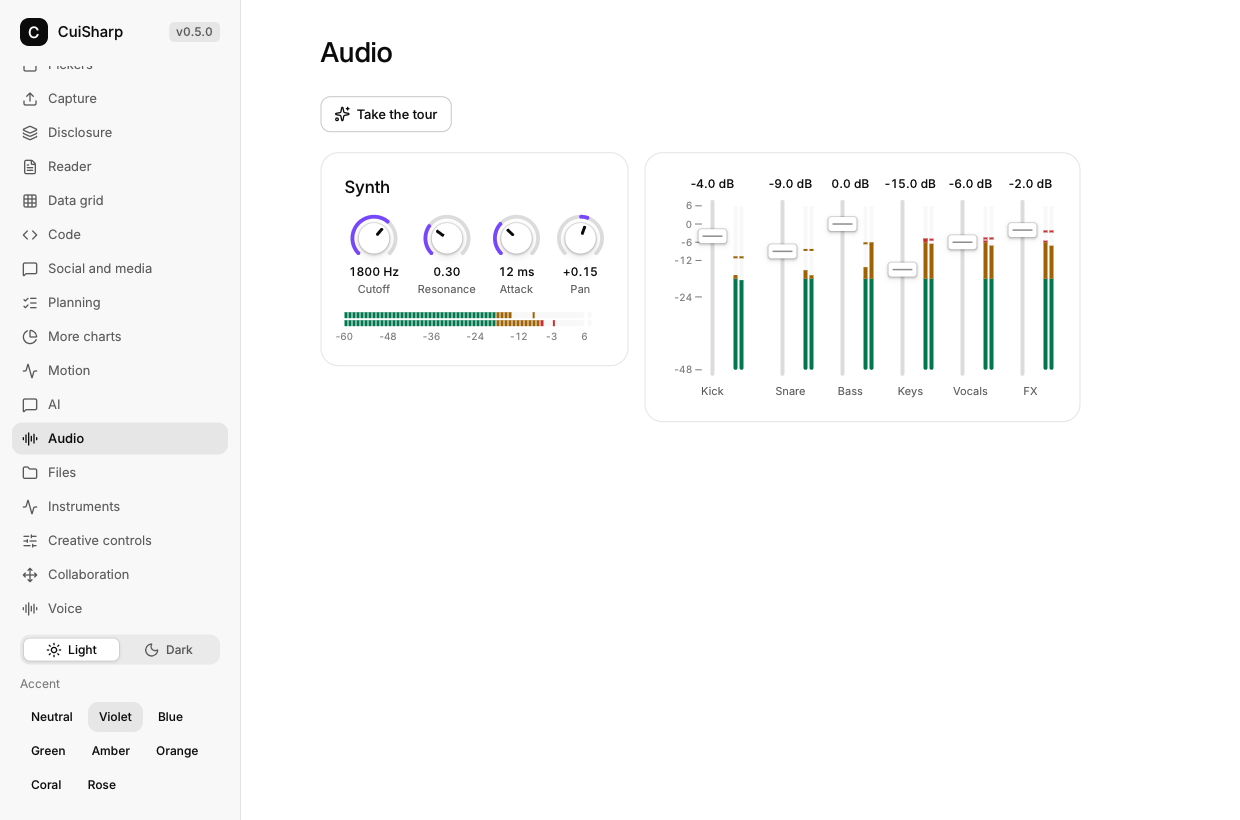 C CuiSharp v0.5.0
Pickers
Capture
Disclosure
Reader
Data grid
Code
Social and media
Planning
More charts
Motion
AI
Audio
Files
Instruments
Creative controls
Collaboration
Voice
Light Dark
Accent
Neutral Violet Blue
Green Amber Orange
Coral Rose
Audio
Take the tour
Synth
1800 Hz 0.30 12 ms +0.15
Cutoff Resonance Attack Pan
-60 -48 -36 -24 -12 -3 6
-4.0 dB -9.0 dB 0.0 dB -15.0 dB -6.0 dB -2.0 dB
6
0
-6
-12
-24
-48
Kick Snare Bass Keys Vocals FX